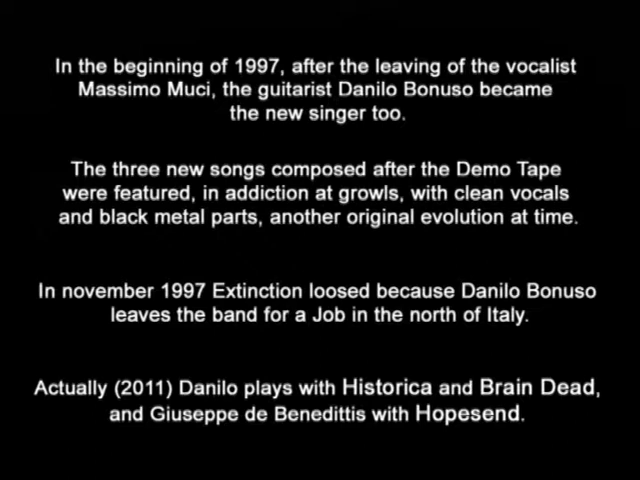 In the beginning of 1997, after the leaving of the vocalist
Massimo Muci, the guitarist Danilo Bonuso became
the new singer too.
The three new songs composed after the Demo Tape
were featured, in addiction at growls, with clean vocals
and black metal parts, another original evolution at time.
In november 1997 Extinction loosed because Danilo Bonuso
leaves the band for a Job in the north of Italy.
Actually (2011) Danilo plays with Historica and Brain Dead,
and Giuseppe de Benedittis with Hopesend.